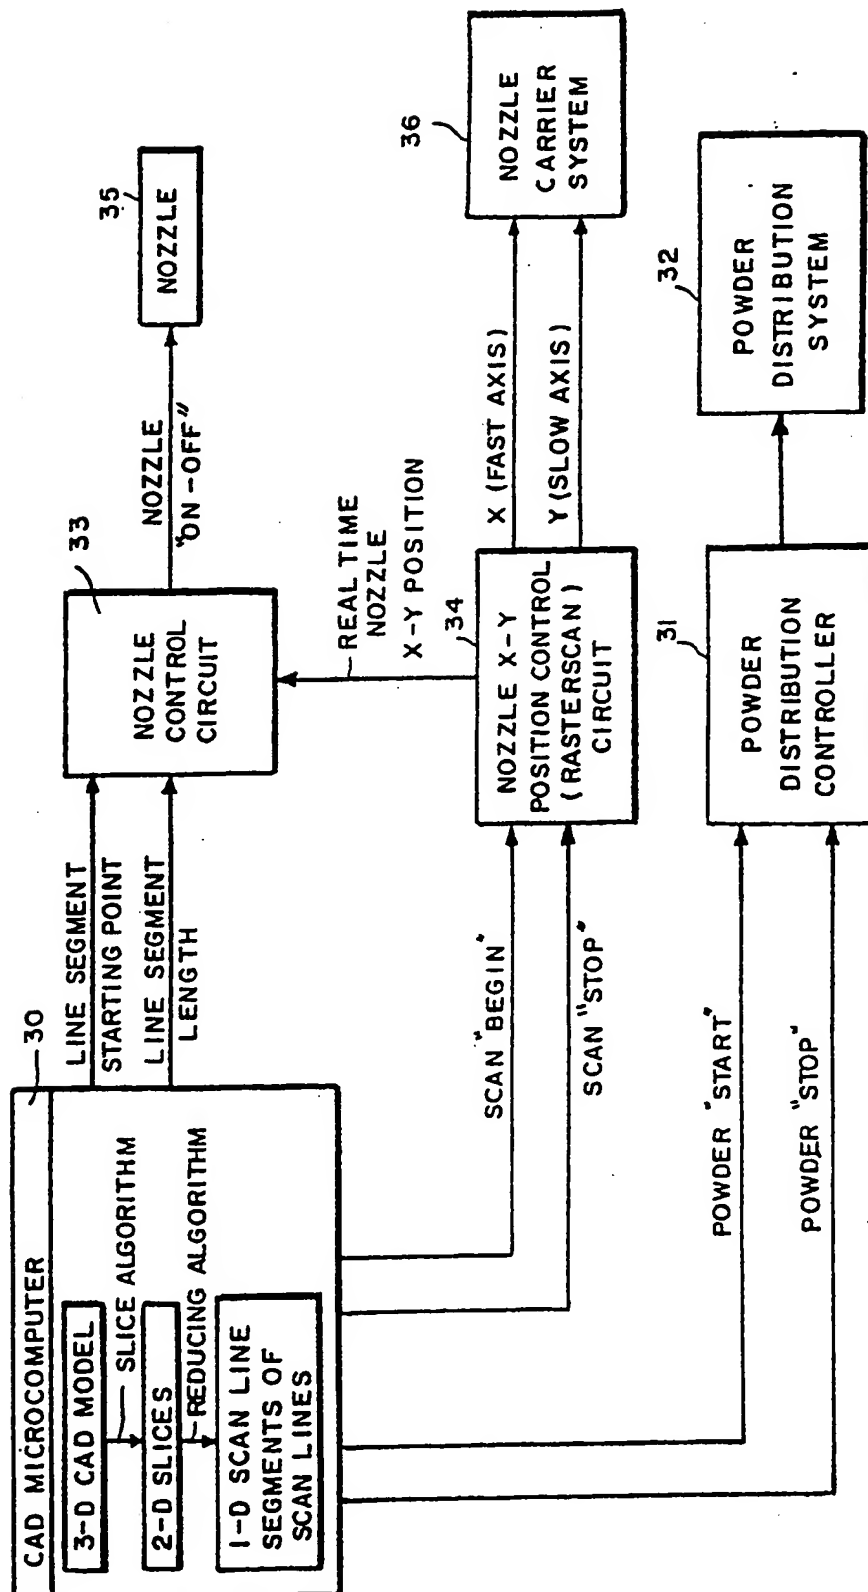 CAD MICROCOMPUTER
30
3-D CAD MODEL
SLICE ALGORITHM
2-D SLICES
REDUCING ALGORITHM
1-D SCAN LINE
SEGMENTS OF
SCAN LINES
LINE SEGMENT
STARTING POINT
LINE SEGMENT
LENGTH
33
NOZZLE
CONTROL
CIRCUIT
NOZZLE
"ON-OFF"
35
NOZZLE
REAL TIME
NOZZLE
X-Y POSITION
SCAN "BEGIN"
SCAN "STOP"
34
NOZZLE X-Y
POSITION CONTROL
(RASTERSCAN)
CIRCUIT
X (FAST AXIS)
Y (SLOW AXIS)
36
NOZZLE
CARRIER
SYSTEM
POWDER "START"
POWDER "STOP"
31
POWDER
DISTRIBUTION
CONTROLLER
32
POWDER
DISTRIBUTION
SYSTEM